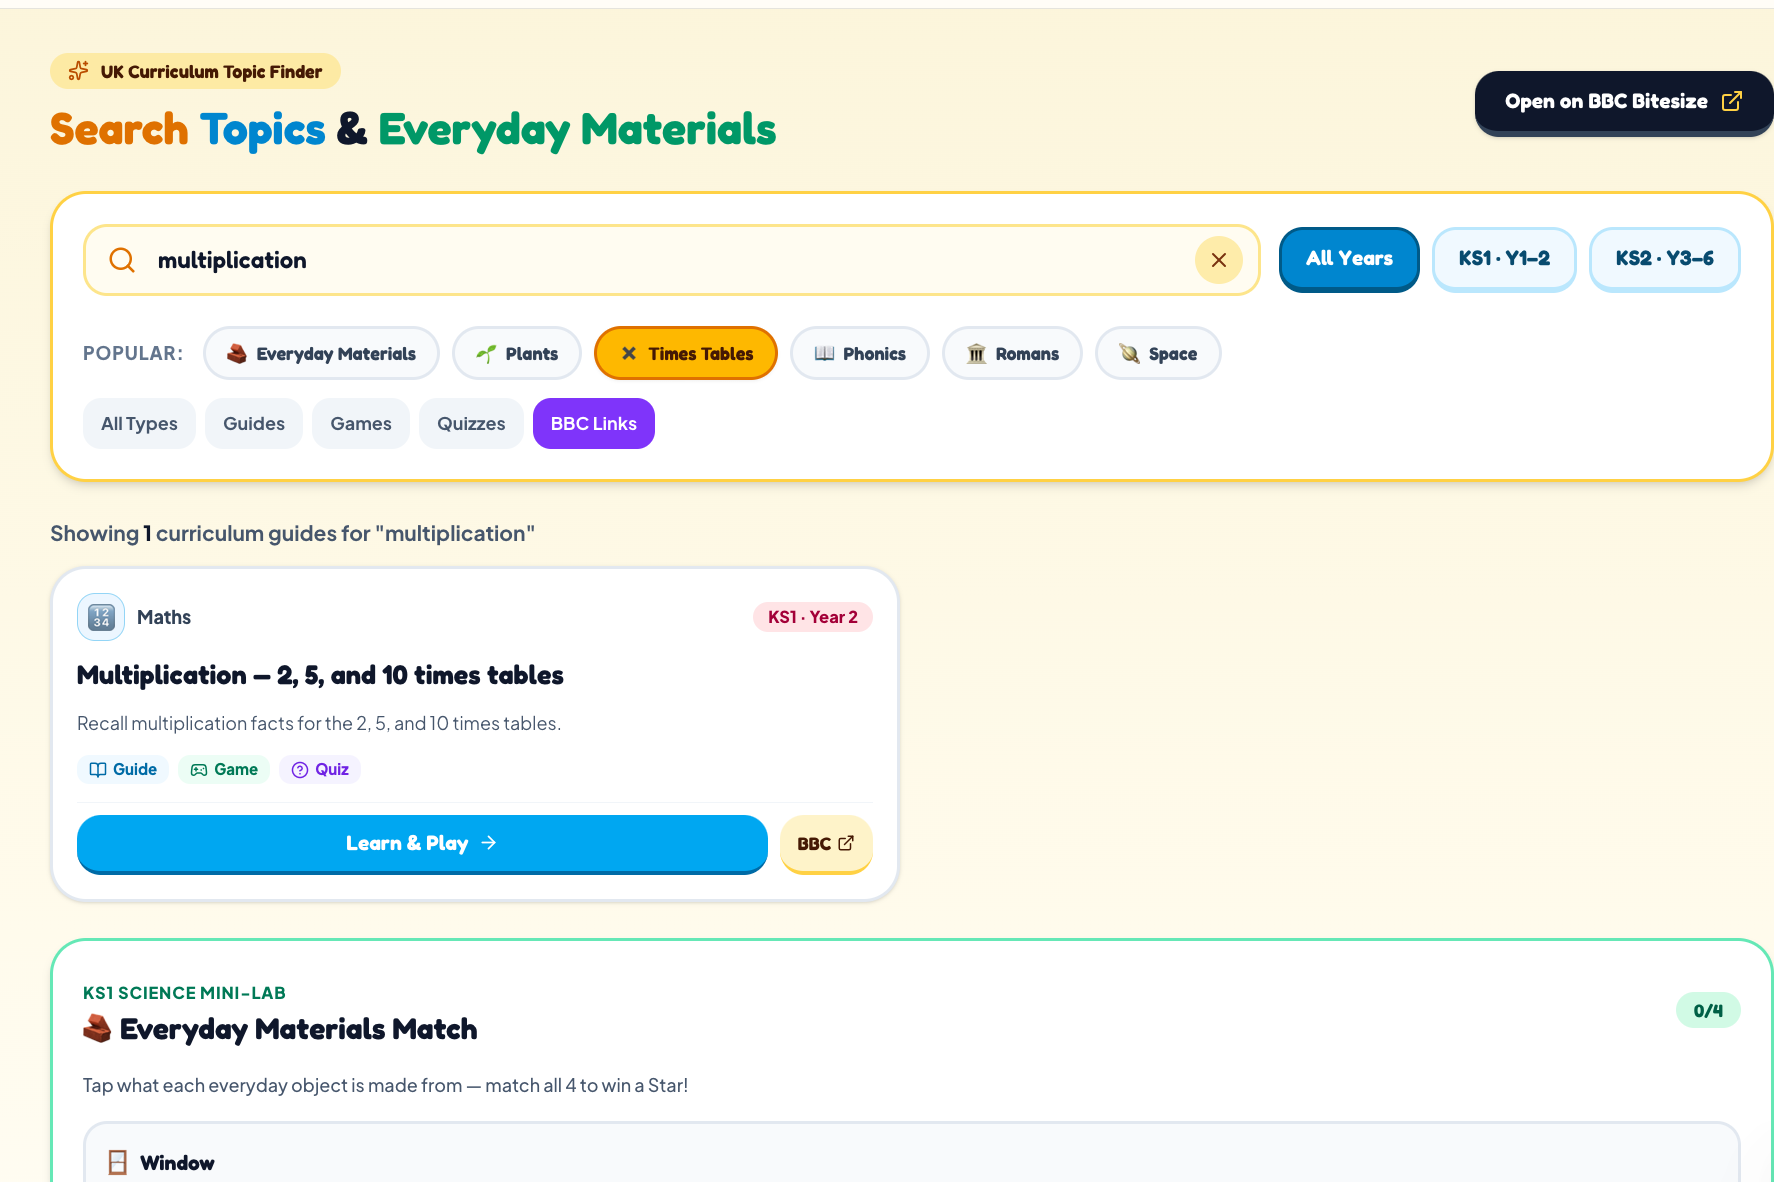 UK Curriculum Topic Finder
Search Topics & Everyday Materials
Open on BBC Bitesize
multiplication
All Years
KS1 · Y1–2
KS2 · Y3–6
POPULAR:
Everyday Materials
Plants
Times Tables
Phonics
Romans
Space
All Types
Guides
Games
Quizzes
BBC Links
Showing 1 curriculum guides for "multiplication"
Maths
KS1 · Year 2
Multiplication — 2, 5, and 10 times tables
Recall multiplication facts for the 2, 5, and 10 times tables.
Guide
Game
Quiz
Learn & Play →
BBC
KS1 SCIENCE MINI-LAB
Everyday Materials Match
0/4
Tap what each everyday object is made from — match all 4 to win a Star!
Window